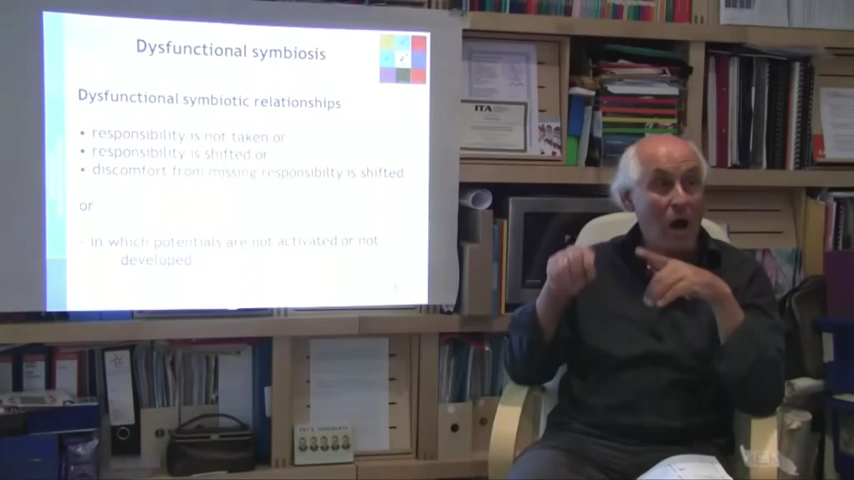 Dysfunctional symbiosis
Dysfunctional symbiotic relationships
• responsibility is not taken or
• responsibility is shifted or
• discomfort from missing responsibilty is shifted
or
- in which potentials are not activated or not
developed
ITA